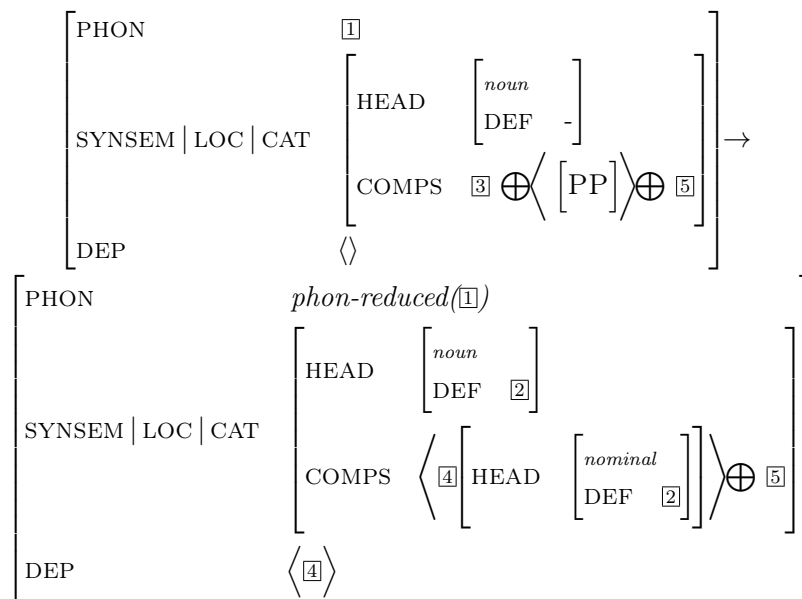 PHON 1
noun
HEAD DEF -
SYNSEM | LOC | CAT
COMPS 3 ⊕ ⟨ [PP] ⟩ ⊕ 5
DEP ⟨⟩
→
PHON phon-reduced(1)
noun
HEAD DEF 2
SYNSEM | LOC | CAT
nominal
COMPS ⟨ 4 [HEAD DEF 2] ⟩ ⊕ 5
DEP ⟨4⟩